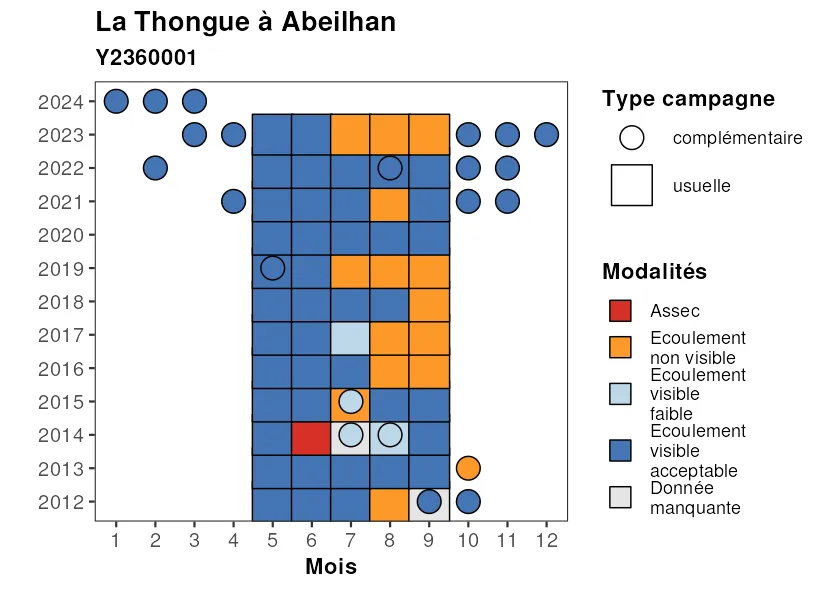 La Thongue à Abeilhan
Y2360001
2024
2023
2022
2021
2020
2019
2018
2017
2016
2015
2014
2013
2012
1 2 3 4 5 6 7 8 9 10 11 12
Mois
Type campagne
complémentaire
usuelle
Modalités
Assec
Ecoulement
non visible
Ecoulement
visible
faible
Ecoulement
visible
acceptable
Donnée
manquante